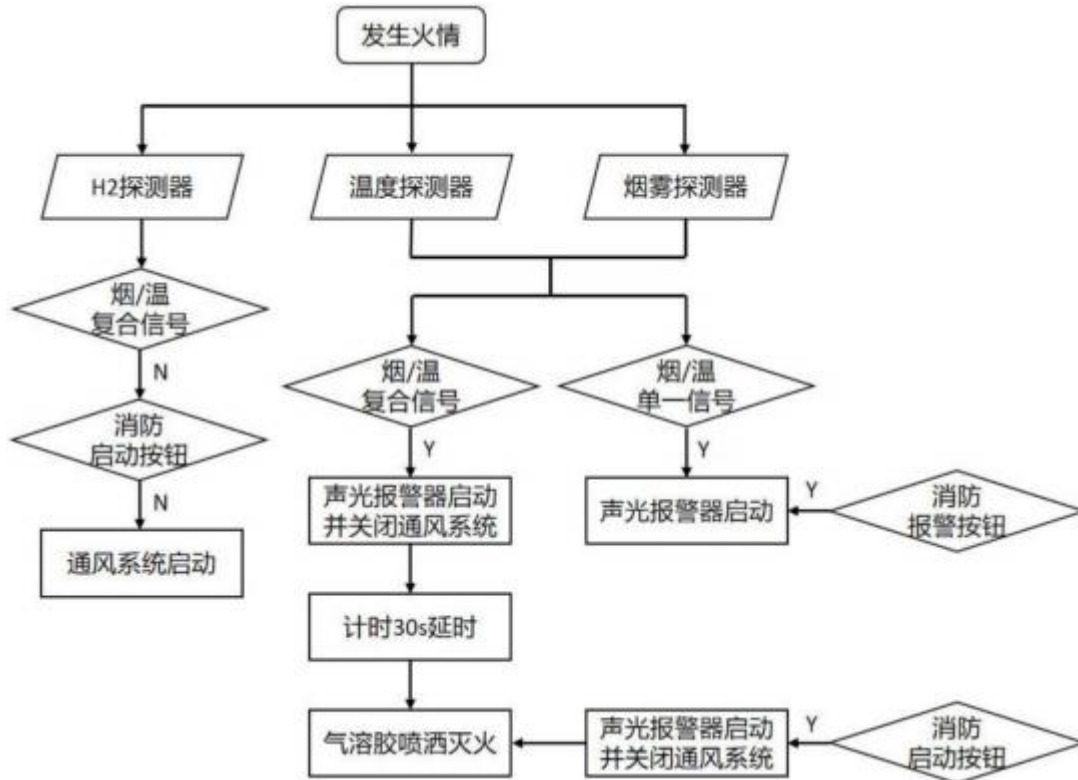 发生火情
H2探测器
温度探测器
烟雾探测器
烟/温
复合信号
烟/温
复合信号
烟/温
单一信号
N
消防
启动按钮
Y
Y
声光报警器启动
并关闭通风系统
声光报警器启动
Y
消防
报警按钮
N
通风系统启动
计时30s延时
气溶胶喷洒灭火
声光报警器启动
并关闭通风系统
Y
消防
启动按钮